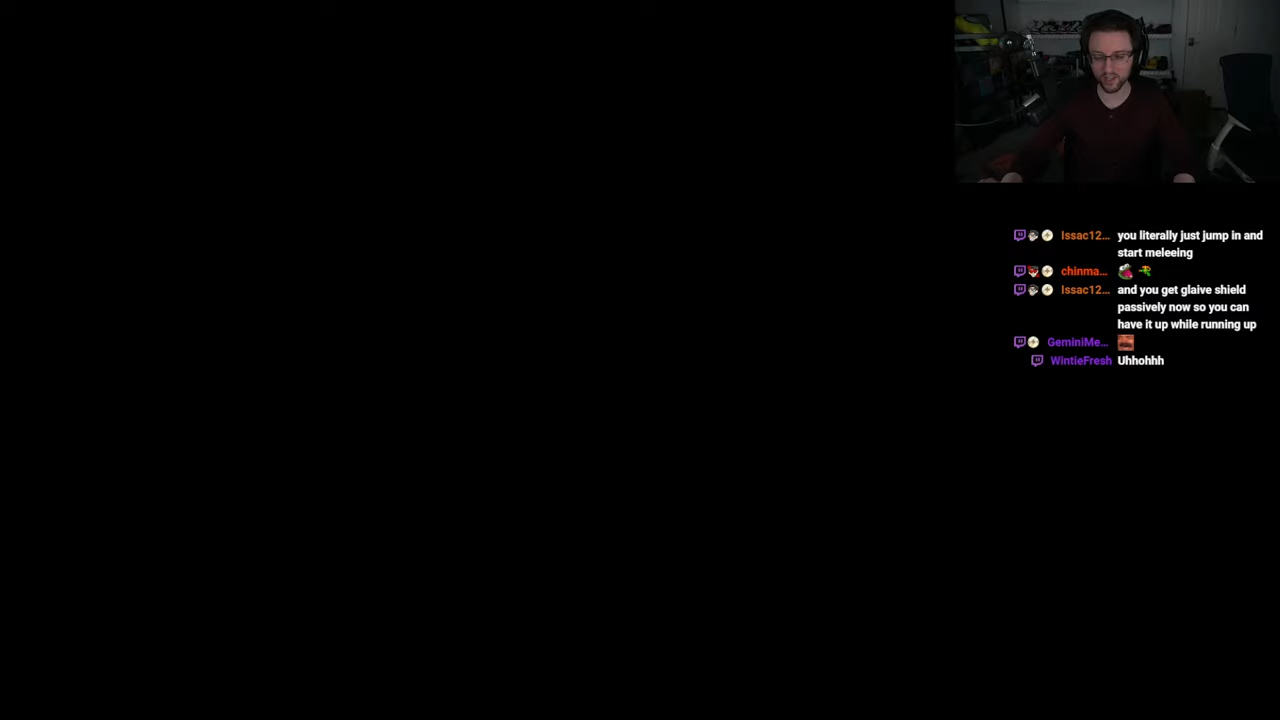 Issac12... you literally just jump in and
start meleeing
chinma...
Issac12... and you get glaive shield
passively now so you can
have it up while running up
GeminiMe...
WintieFresh Uhhohhh